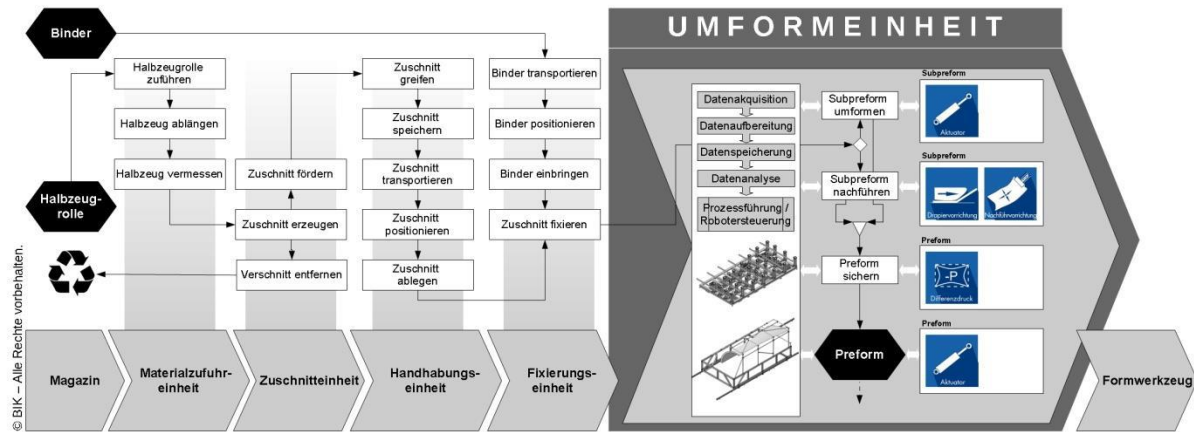 UMFORMEINHEIT
Binder
Halbzeugrolle
zuführen
Halbzeug ablängen
Halbzeug vermessen
Halbzeug-
rolle
Zuschnitt fördern
Zuschnitt erzeugen
Verschnitt entfernen
Zuschnitt
greifen
Zuschnitt
speichern
Zuschnitt
transportieren
Zuschnitt
positionieren
Zuschnitt
ablegen
Binder transportieren
Binder positionieren
Binder einbringen
Zuschnitt fixieren
Datenakquisition
Datenaufbereitung
Datenspeicherung
Datenanalyse
Prozessführung /
Robotersteuerung
Subpreform
umformen
Subpreform
nachführen
Preform
sichern
Preform
Subpreform
Aktuator
Subpreform
Drapiervorrichtung
Nachführvorrichtung
Preform
-P
Differenzdruck
Preform
Aktuator
Magazin
Materialzufuhr-
einheit
Zuschnitteinheit
Handhabungs-
einheit
Fixierungs-
einheit
Formwerkzeug
© BIK – Alle Rechte vorbehalten.